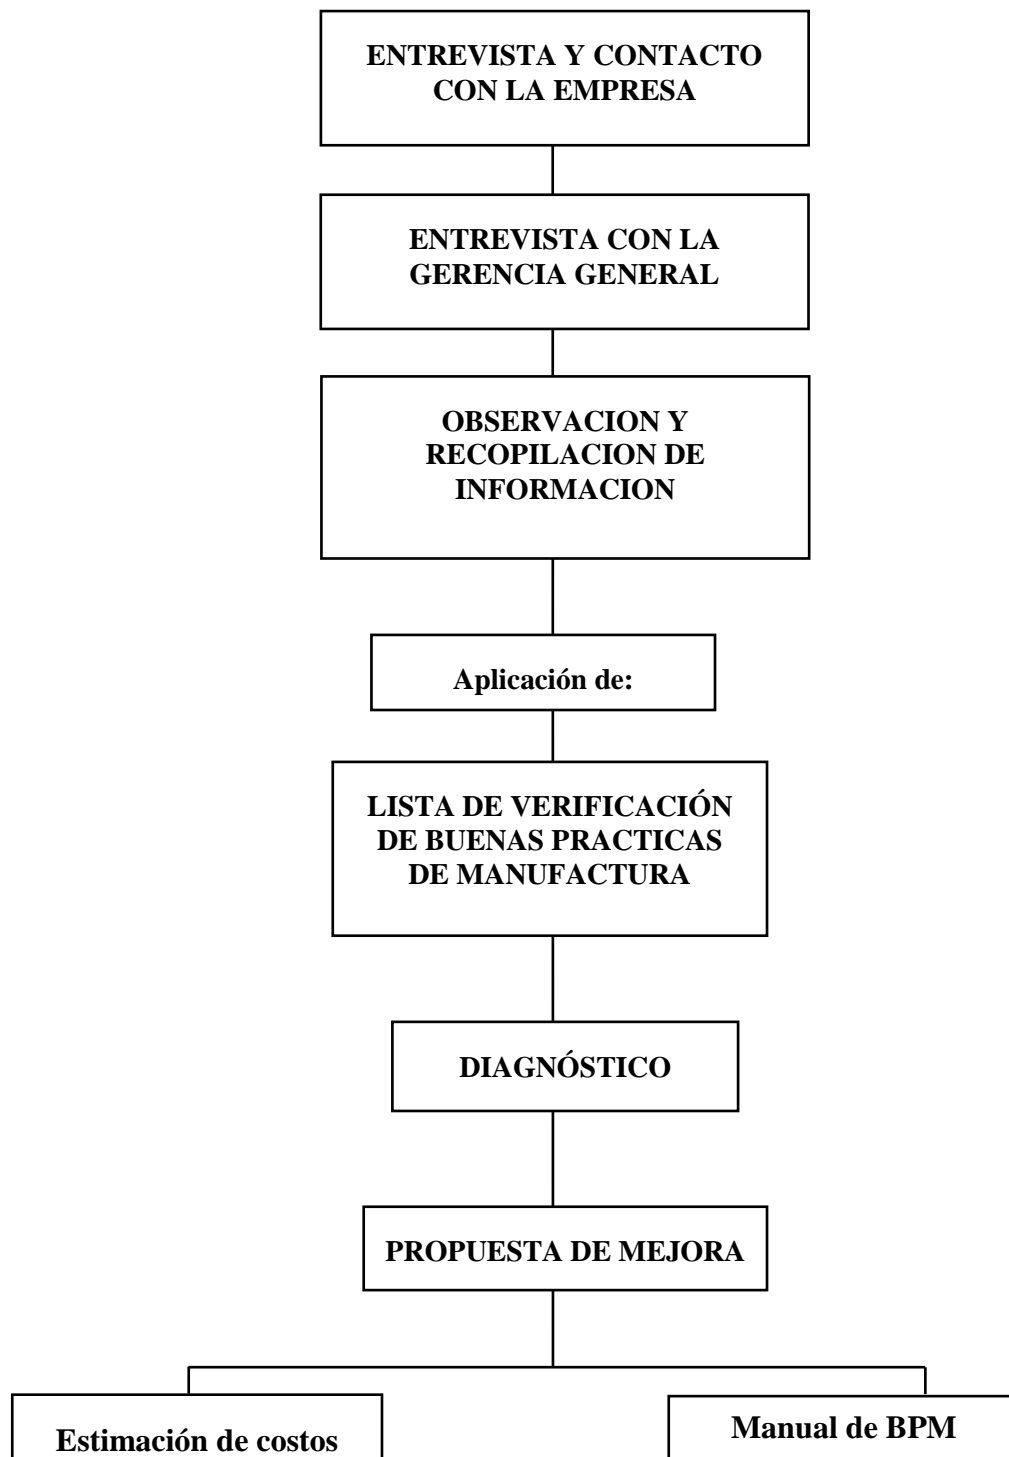 ENTREVISTA Y CONTACTO
CON LA EMPRESA
ENTREVISTA CON LA
GERENCIA GENERAL
OBSERVACION Y
RECOPILACION DE
INFORMACION
Aplicación de:
LISTA DE VERIFICACIÓN
DE BUENAS PRACTICAS
DE MANUFACTURA
DIAGNÓSTICO
PROPUESTA DE MEJORA
Estimación de costos
Manual de BPM